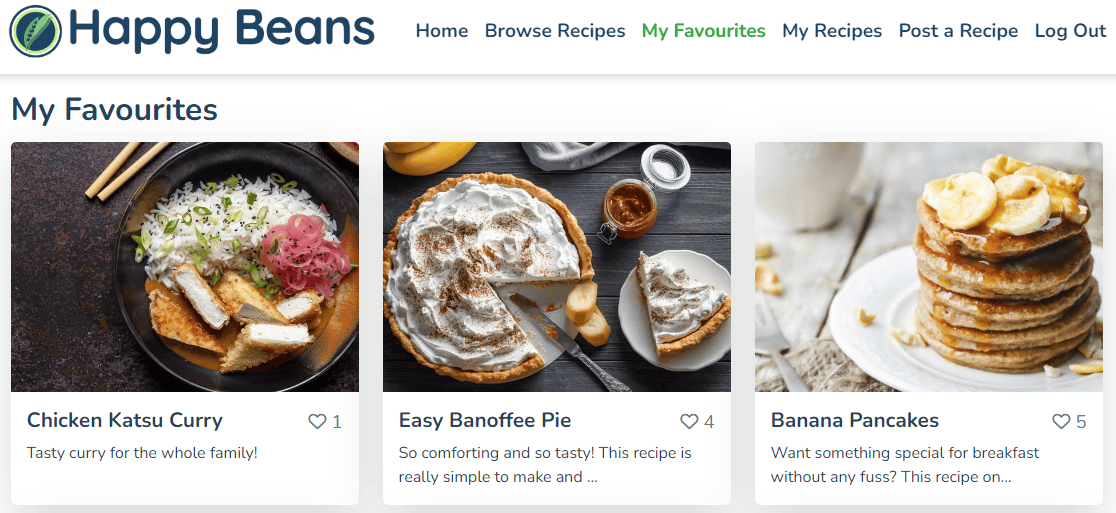 Happy Beans
Home Browse Recipes My Favourites My Recipes Post a Recipe Log Out
My Favourites
Chicken Katsu Curry 1
Tasty curry for the whole family!
Easy Banoffee Pie 4
So comforting and so tasty! This recipe is
really simple to make and ...
Banana Pancakes 5
Want something special for breakfast
without any fuss? This recipe on...